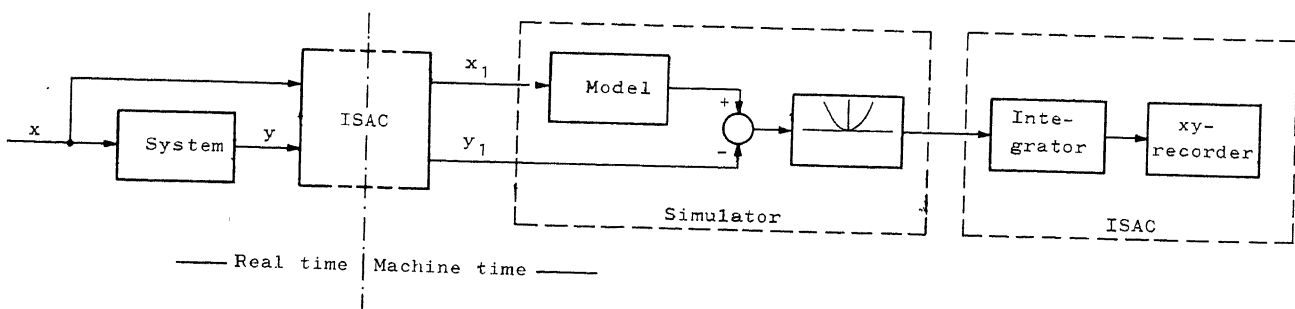 x
System
y
ISAC
x1
y1
Model
+
-
Simulator
Inte-
grator
xy-
recorder
ISAC
Real time
Machine time